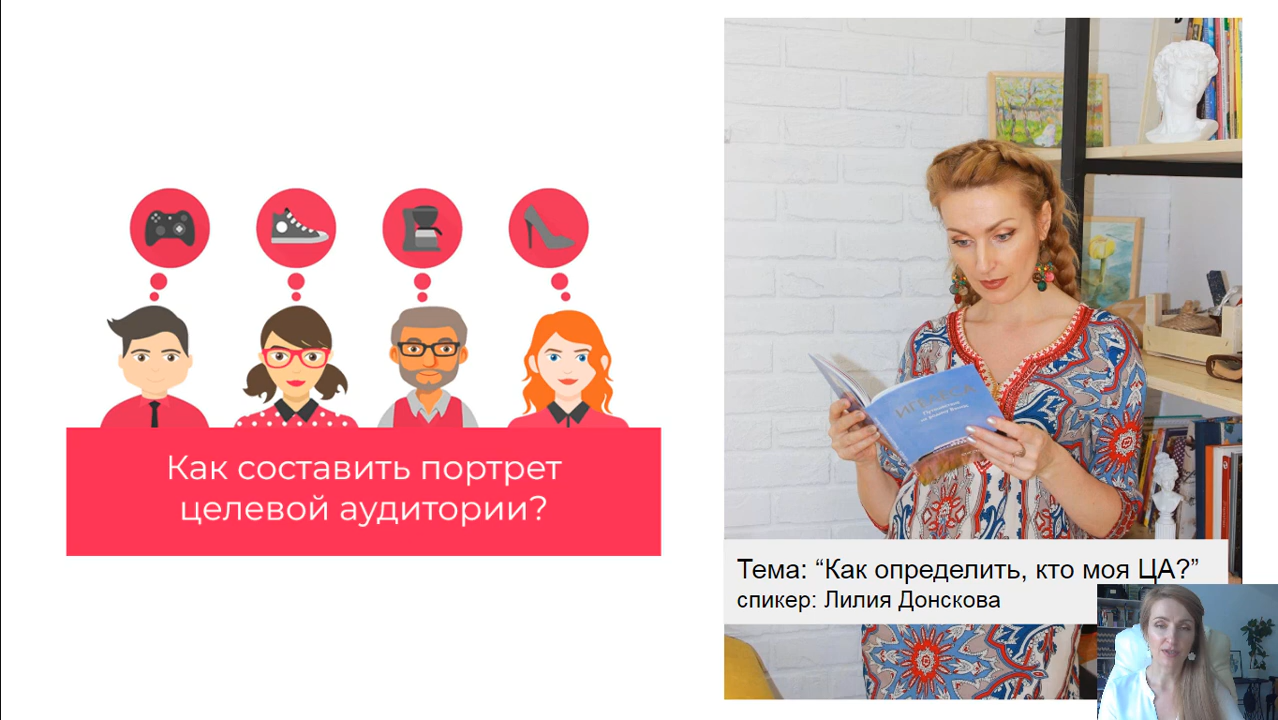 Как составить портрет
целевой аудитории?
Тема: “Как определить, кто моя ЦА?”
спикер: Лилия Донскова